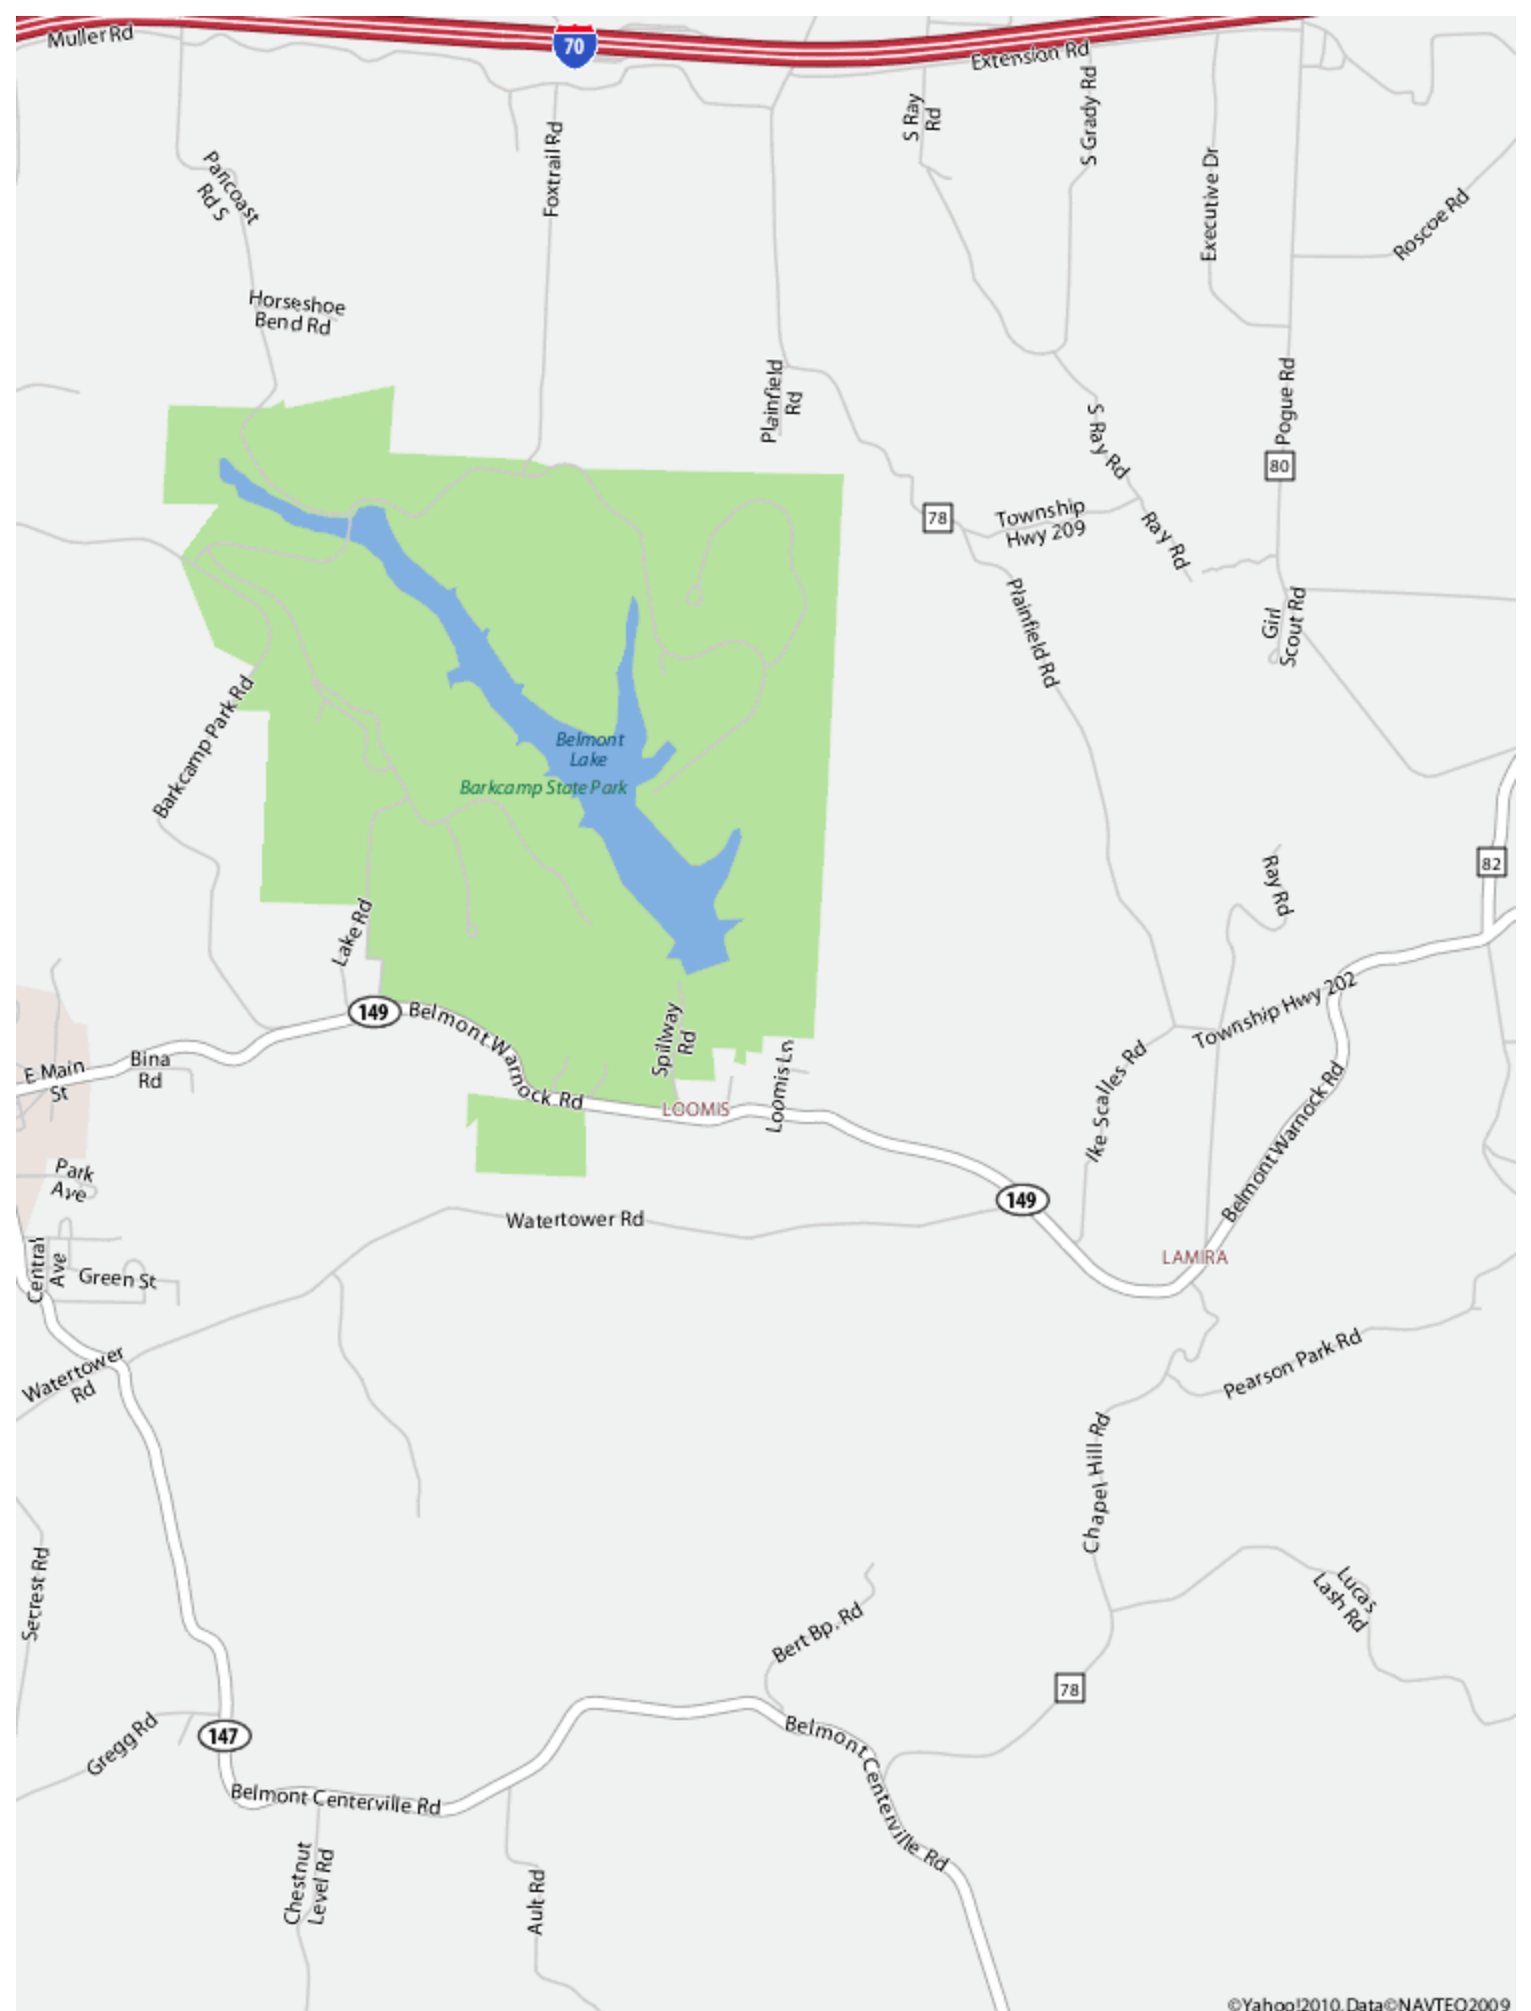 Muller Rd
70
Extension Rd
S Ray
Rd
S Grady Rd
Foxtrail Rd
Executive Dr
Pancoast
Rd S
Roscoe Rd
Horseshoe
Bend Rd
Plainfield
Rd
Pogue Rd
S Ray Rd
80
78
Township
Hwy 209
Ray Rd
Plainfield Rd
Girl
Scout Rd
Barkcamp Park Rd
Belmont
Lake
Barkcamp State Park
82
Ray Rd
Lake Rd
149
Belmont Warnock Rd
Township Hwy 202
Spillway
Rd
Loomis Ln
E Main
St
Bina
Rd
LOOMIS
Ike Scalles Rd
Belmont Warnock Rd
Park
Ave
149
Watertower Rd
Central
Ave
Green St
LAMIRA
Watertower
Rd
Pearson Park Rd
Chapel Hill Rd
Secrest Rd
Lucas
Lash Rd
Bert Bp. Rd
78
Gregg Rd
147
Belmont Centerville Rd
Belmont Centerville Rd
Chestnut
Level Rd
Ault Rd
©Yahoo!2010, Data©NAVTEQ2009